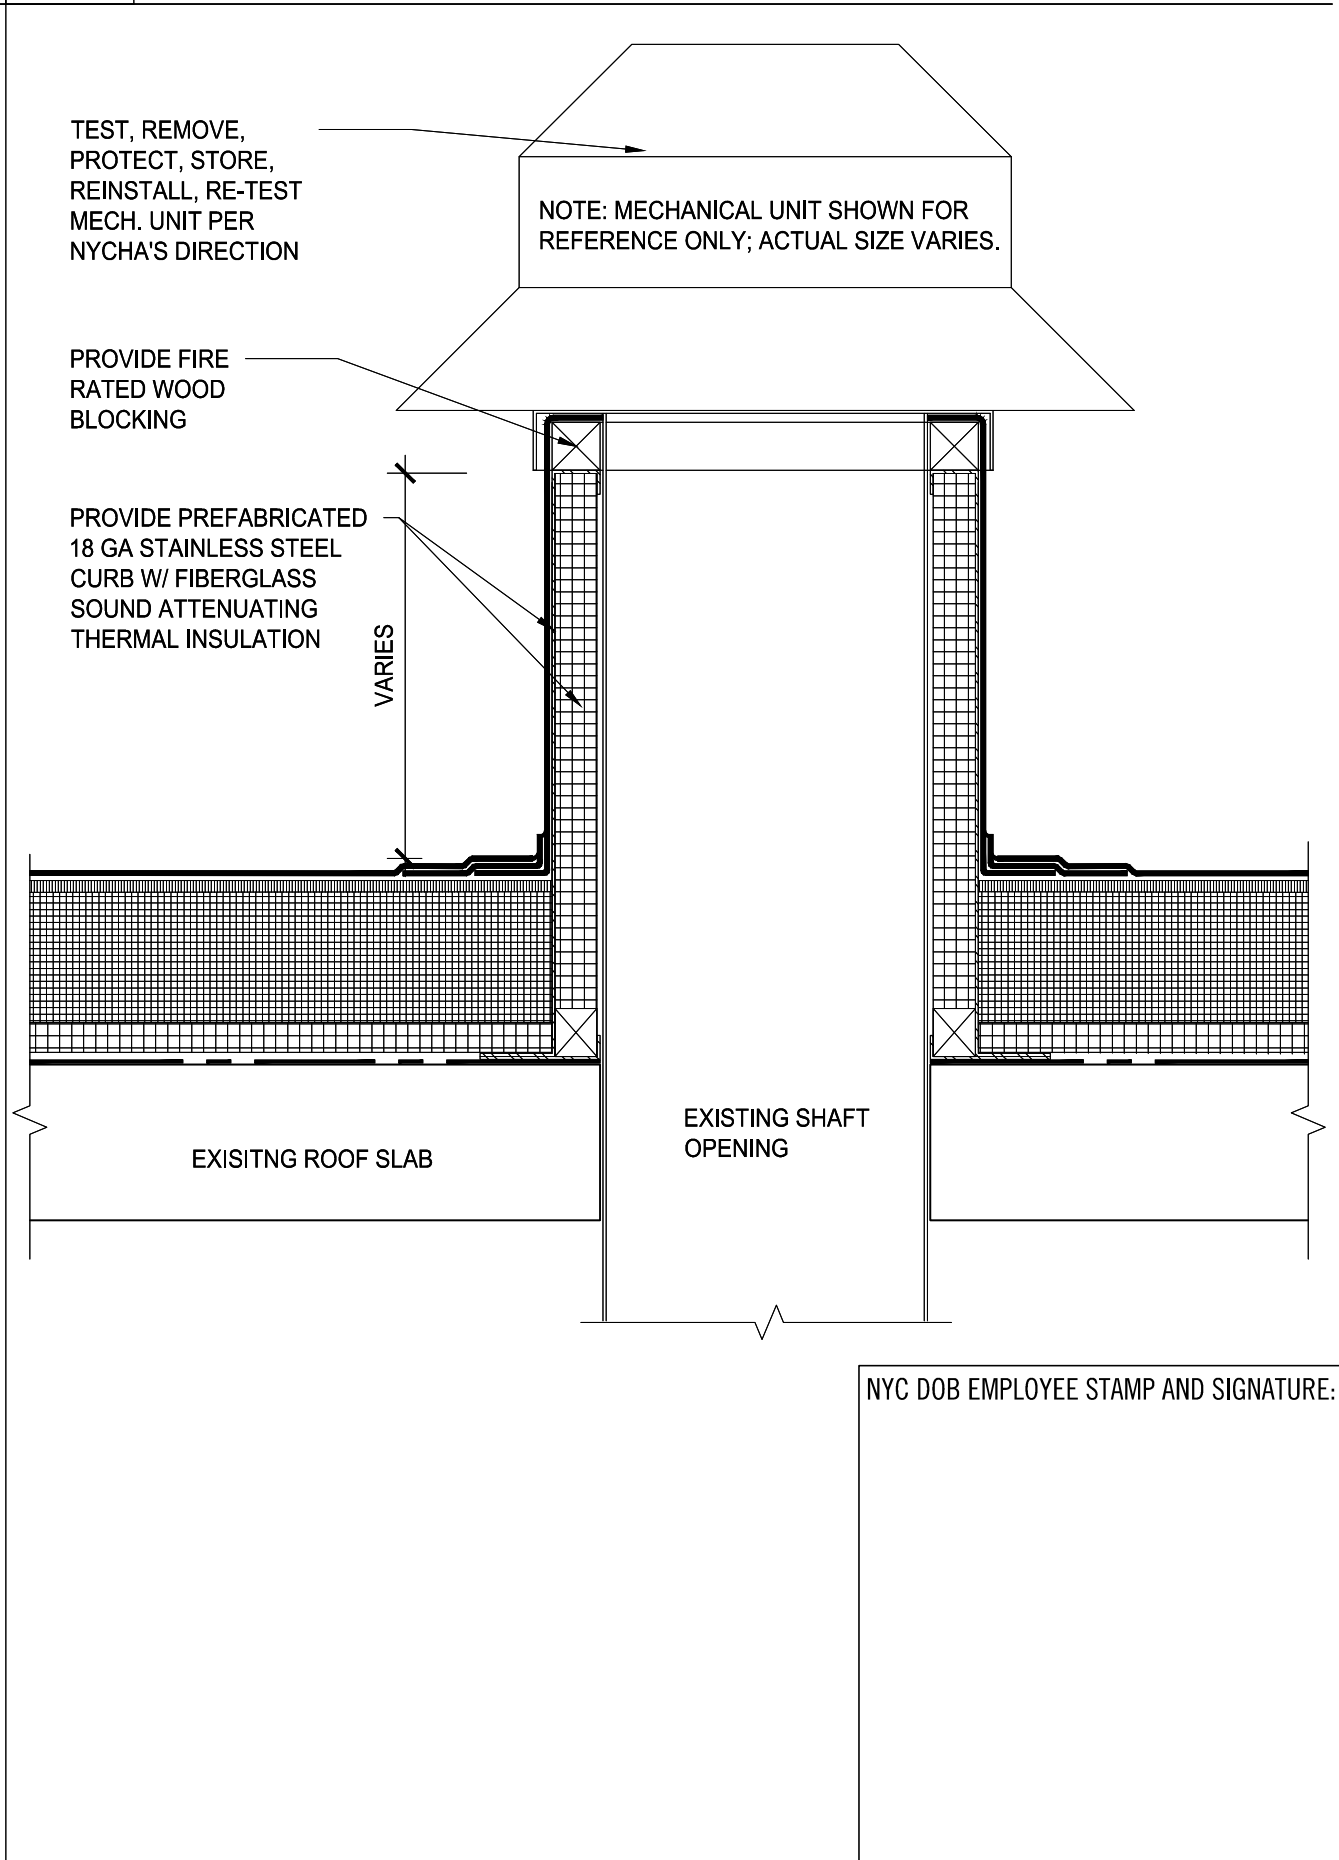 TEST, REMOVE,
PROTECT, STORE,
REINSTALL, RE-TEST
MECH. UNIT PER
NYCHA'S DIRECTION
NOTE: MECHANICAL UNIT SHOWN FOR
REFERENCE ONLY; ACTUAL SIZE VARIES.
PROVIDE FIRE
RATED WOOD
BLOCKING
PROVIDE PREFABRICATED
18 GA STAINLESS STEEL
CURB W/ FIBERGLASS
SOUND ATTENUATING
THERMAL INSULATION
VARIES
EXISTING SHAFT
OPENING
EXISITNG ROOF SLAB
NYC DOB EMPLOYEE STAMP AND SIGNATURE: